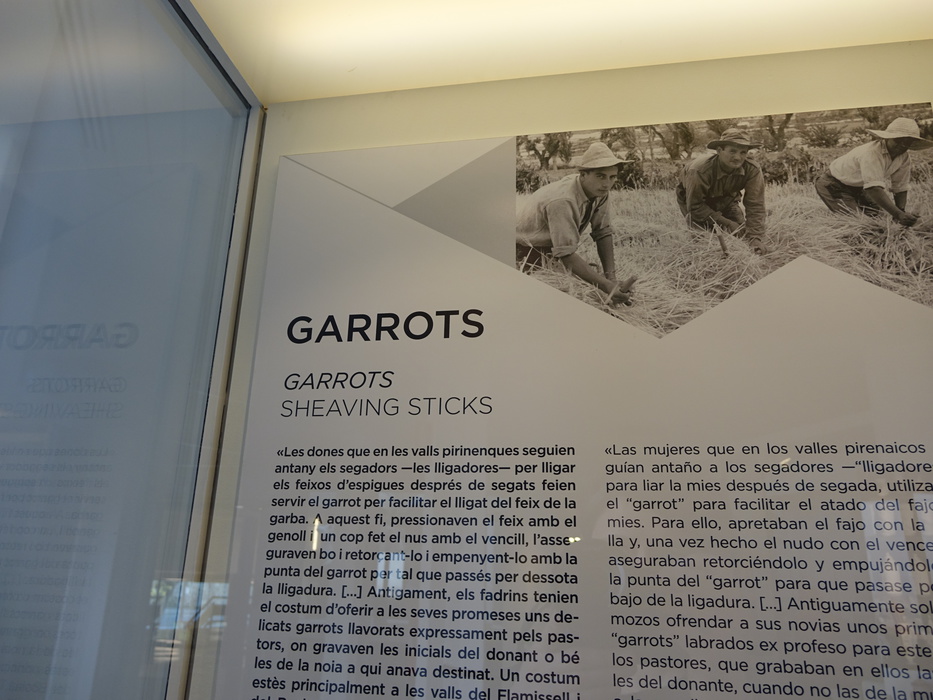 GARROTS
GARROTS
SHEAVING STICKS
«Les dones que en les valls pirinenques seguien
antany els segadors —les lligadores— per lligar
els feixos d'espigues després de segats feien
servir el garrot per facilitar el lligat del feix de la
garba. A aquest fi, pressionaven el feix amb el
genoll i un cop fet el nus amb el vencill, l'asse-
guraven bo i retorçant-lo i empenyent-lo amb la
punta del garrot per tal que passés per dessota
la lligadura. [...] Antigament, els fadrins tenien
el costum d'oferir a les seves promeses uns de-
licats garrots llavorats expressament pels pas-
tors, on gravaven les inicials del donant o bé
les de la noia a qui anava destinat. Un costum
estès principalment a les valls del Flamisell i
«Las mujeres que en los valles pirenaicos
guían antaño a los segadores —“lligadore
para liar la mies después de segada, utiliza
el “garrot” para facilitar el atado del fajo
mies. Para ello, apretaban el fajo con la
lla y, una vez hecho el nudo con el vence
aseguraban retorciéndolo y empujándol
la punta del “garrot” para que pasase p
bajo de la ligadura. [...] Antiguamente sol
mozos ofrendar a sus novias unos prim
“garrots” labrados ex profeso para este
los pastores, que grababan en ellos la
les del donante, cuando no las de la m